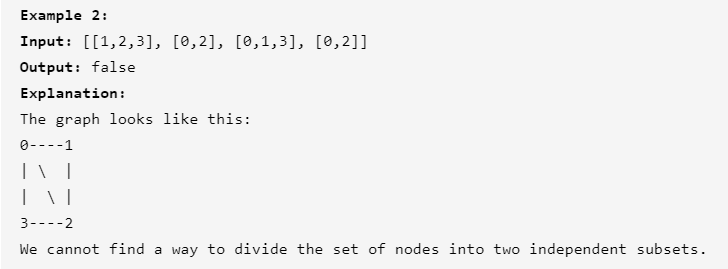 Example 2:
Input: [[1,2,3], [0,2], [0,1,3], [0,2]]
Output: false
Explanation:
The graph looks like this:
0----1
| \  |
|  \ |
3----2
We cannot find a way to divide the set of nodes into two independent subsets.